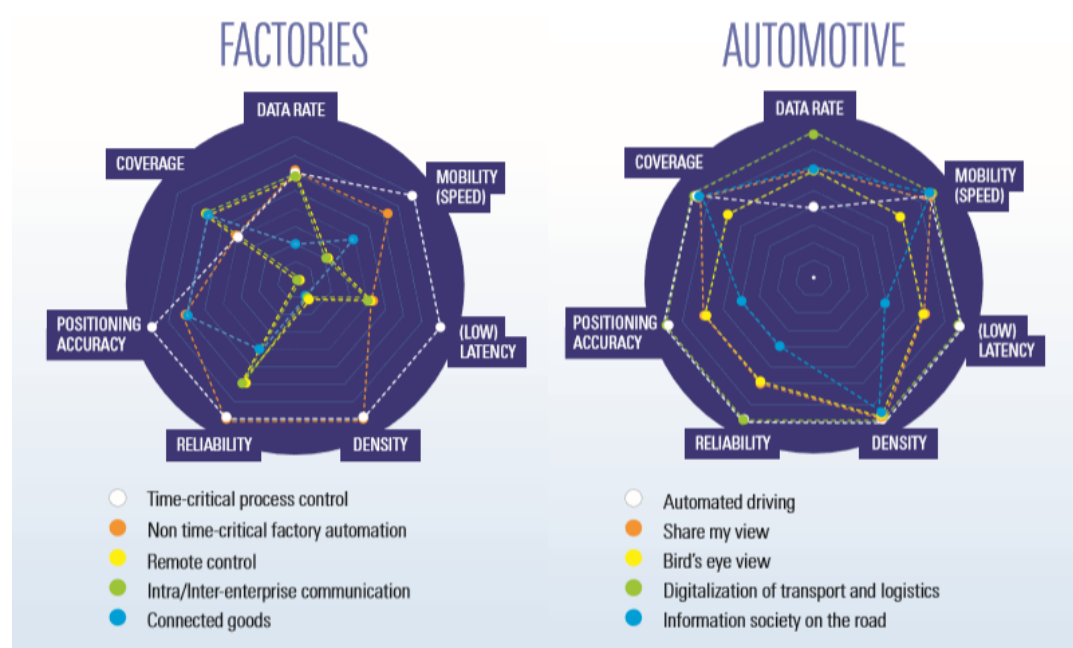 FACTORIES
DATA RATE
COVERAGE
MOBILITY
(SPEED)
POSITIONING
ACCURACY
(LOW)
LATENCY
RELIABILITY
DENSITY
Time-critical process control
Non time-critical factory automation
Remote control
Intra/Inter-enterprise communication
Connected goods
AUTOMOTIVE
DATA RATE
COVERAGE
MOBILITY
(SPEED)
POSITIONING
ACCURACY
(LOW)
LATENCY
RELIABILITY
DENSITY
Automated driving
Share my view
Bird's eye view
Digitalization of transport and logistics
Information society on the road